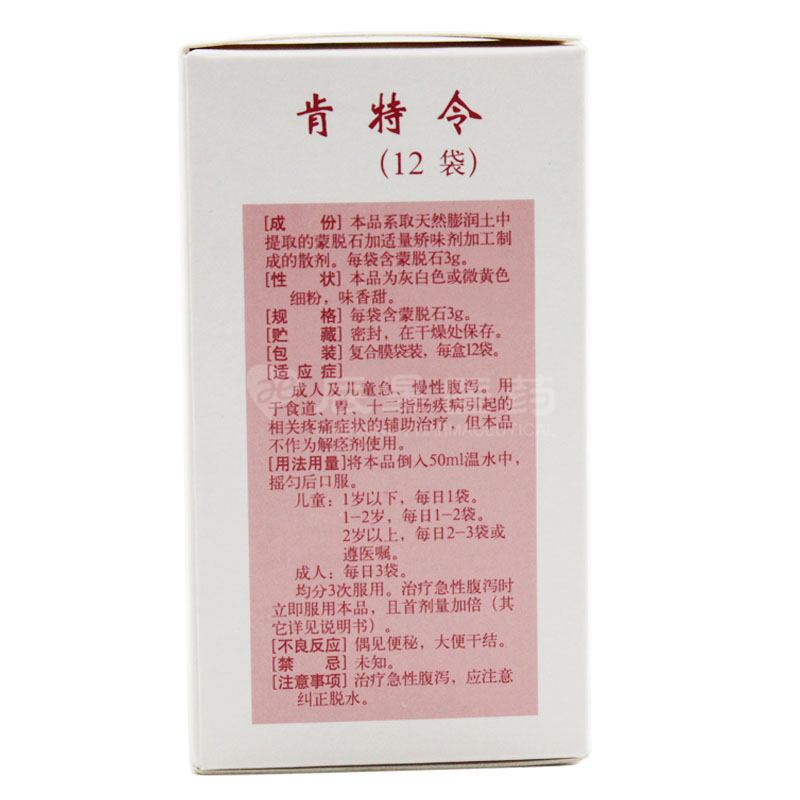 肯特令
(12 袋)
[成 份] 本品系取天然膨润土中
提取的蒙脱石加适量矫味剂加工制
成的散剂。每袋含蒙脱石3g。
[性 状] 本品为灰白色或微黄色
细粉，味香甜。
[规 格] 每袋含蒙脱石3g。
[贮 藏] 密封，在干燥处保存。
[包 装] 复合膜袋装，每盒12袋。
[适 应 症]
成人及儿童急、慢性腹泻。用
于食道、胃、十二指肠疾病引起的
相关疼痛症状的辅助治疗，但本品
不作为解痉剂使用。
[用法用量]将本品倒入50ml温水中，
摇匀后口服。
儿童：1岁以下，每日1袋。
1-2岁，每日1-2袋。
2岁以上，每日2-3袋或
遵医嘱。
成人：每日3袋。
均分3次服用。治疗急性腹泻时
立即服用本品，且首剂量加倍（其
它详见说明书）。
[不良反应] 偶见便秘，大便干结。
[禁 忌] 未知。
[注意事项] 治疗急性腹泻，应注意
纠正脱水。